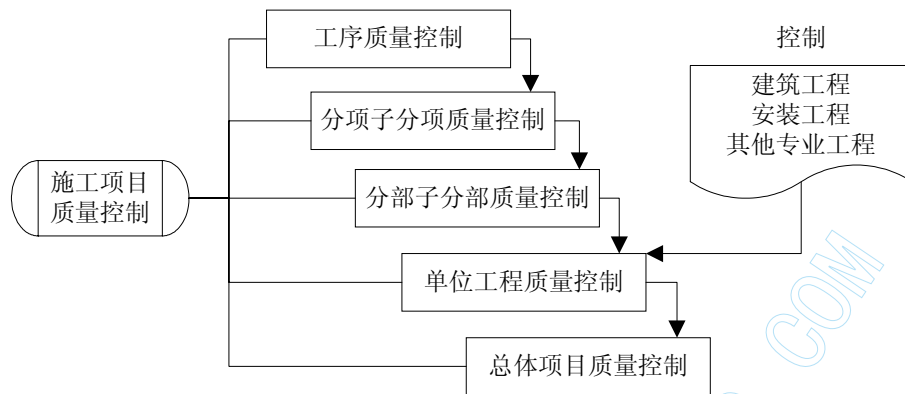 工序质量控制
控制
建筑工程
安装工程
其他专业工程
分项子分项质量控制
施工项目
质量控制
分部子分部质量控制
单位工程质量控制
总体项目质量控制
COM